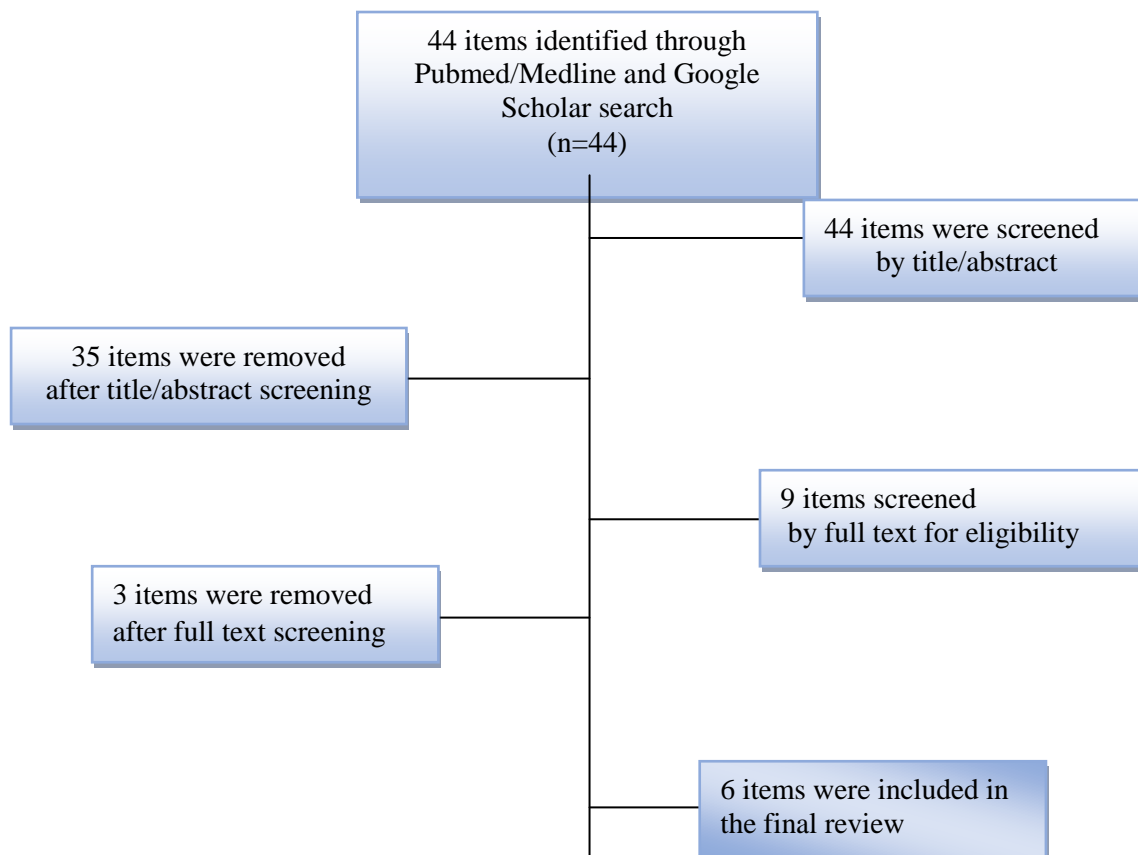 44 items identified through
Pubmed/Medline and Google
Scholar search
(n=44)
44 items were screened
by title/abstract
35 items were removed
after title/abstract screening
9 items screened
by full text for eligibility
3 items were removed
after full text screening
6 items were included in
the final review